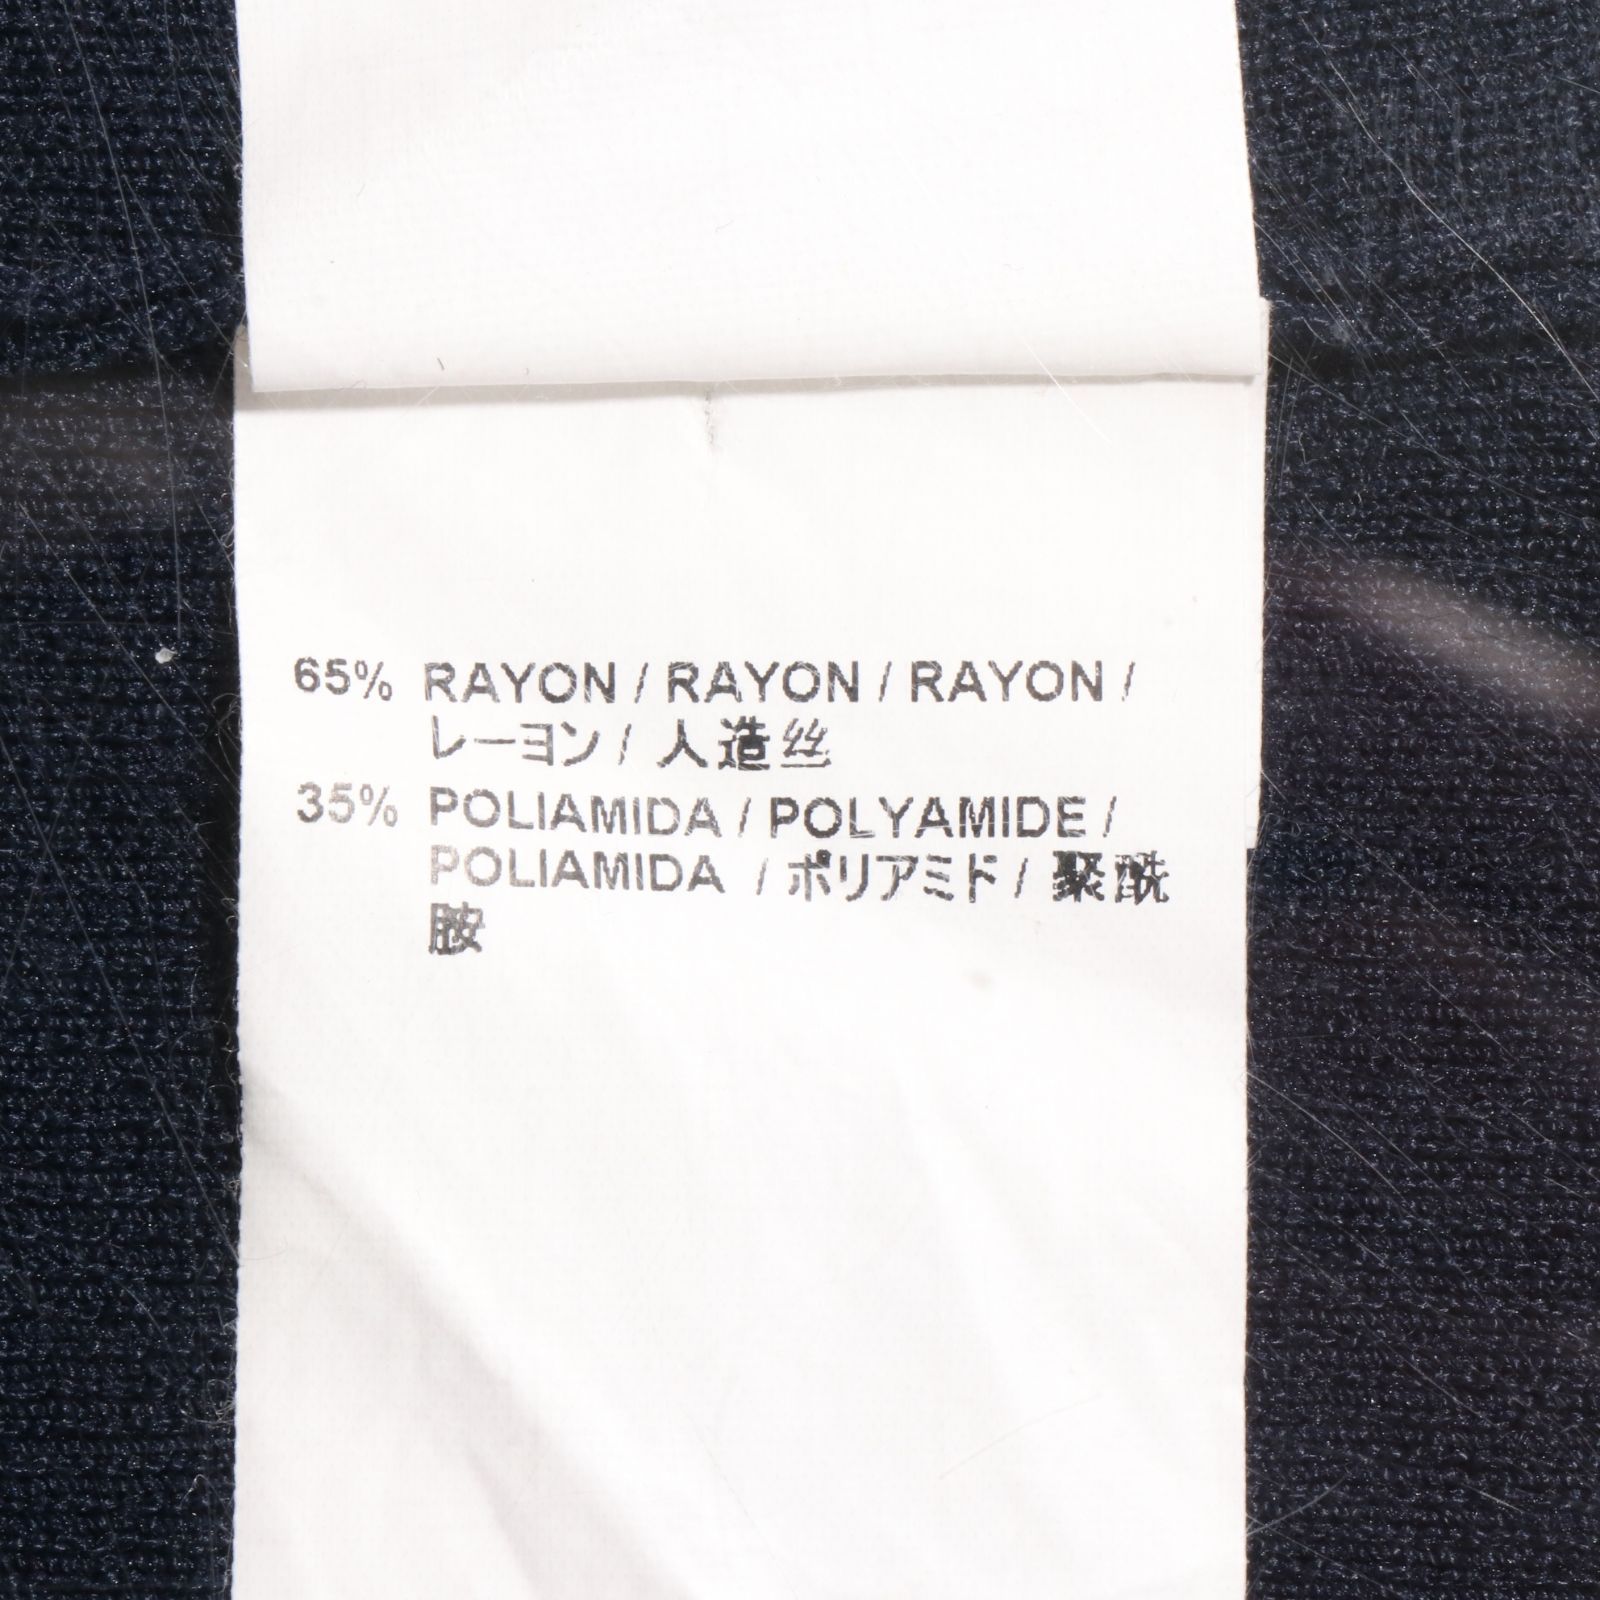 65% RAYON / RAYON / RAYON /
レーヨン / 人造丝
35% POLIAMIDA / POLYAMIDE /
POLIAMIDA / ポリアミド / 聚酰
胺